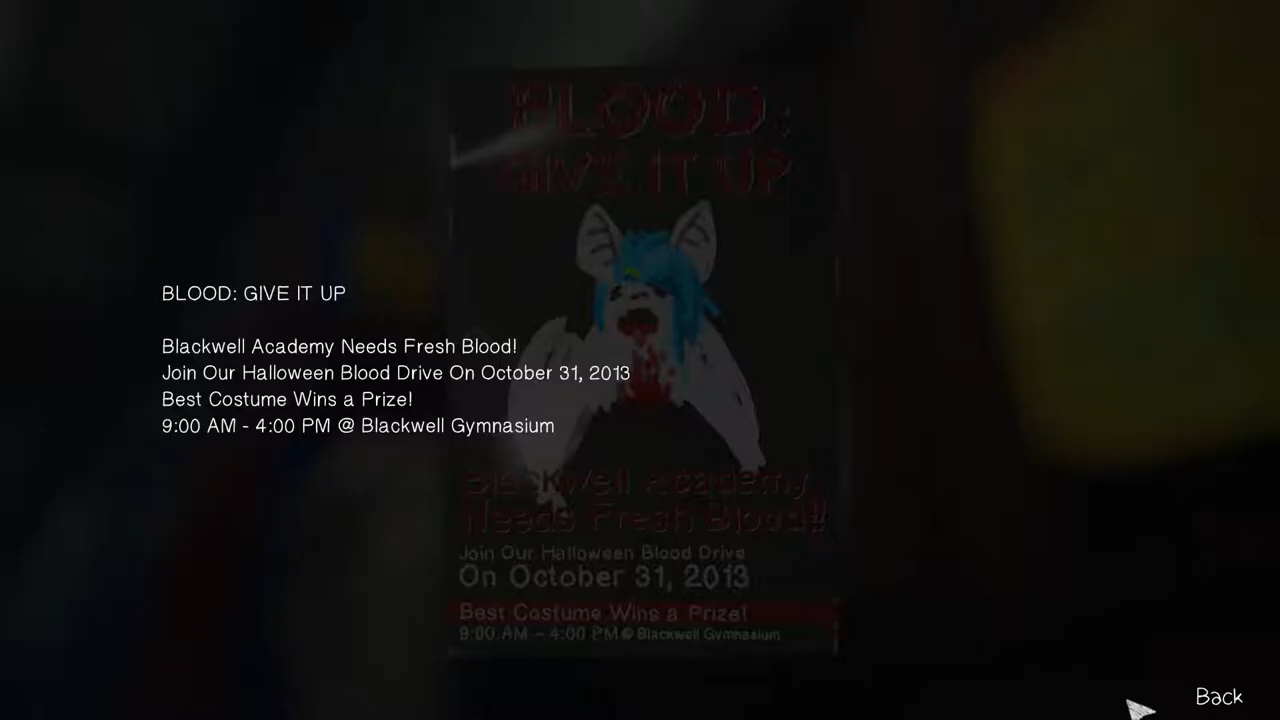 BLOOD:
GIVE IT UP
BLOOD: GIVE IT UP
Blackwell Academy Needs Fresh Blood!
Join Our Halloween Blood Drive On October 31, 2013
Best Costume Wins a Prize!
9:00 AM - 4:00 PM @ Blackwell Gymnasium
Blackwell Academy
Needs Fresh Blood!!
Join Our Halloween Blood Drive
On October 31, 2013
Best Costume Wins a Prize!
9:00 AM – 4:00 PM @ Blackwell Gymnasium
Back